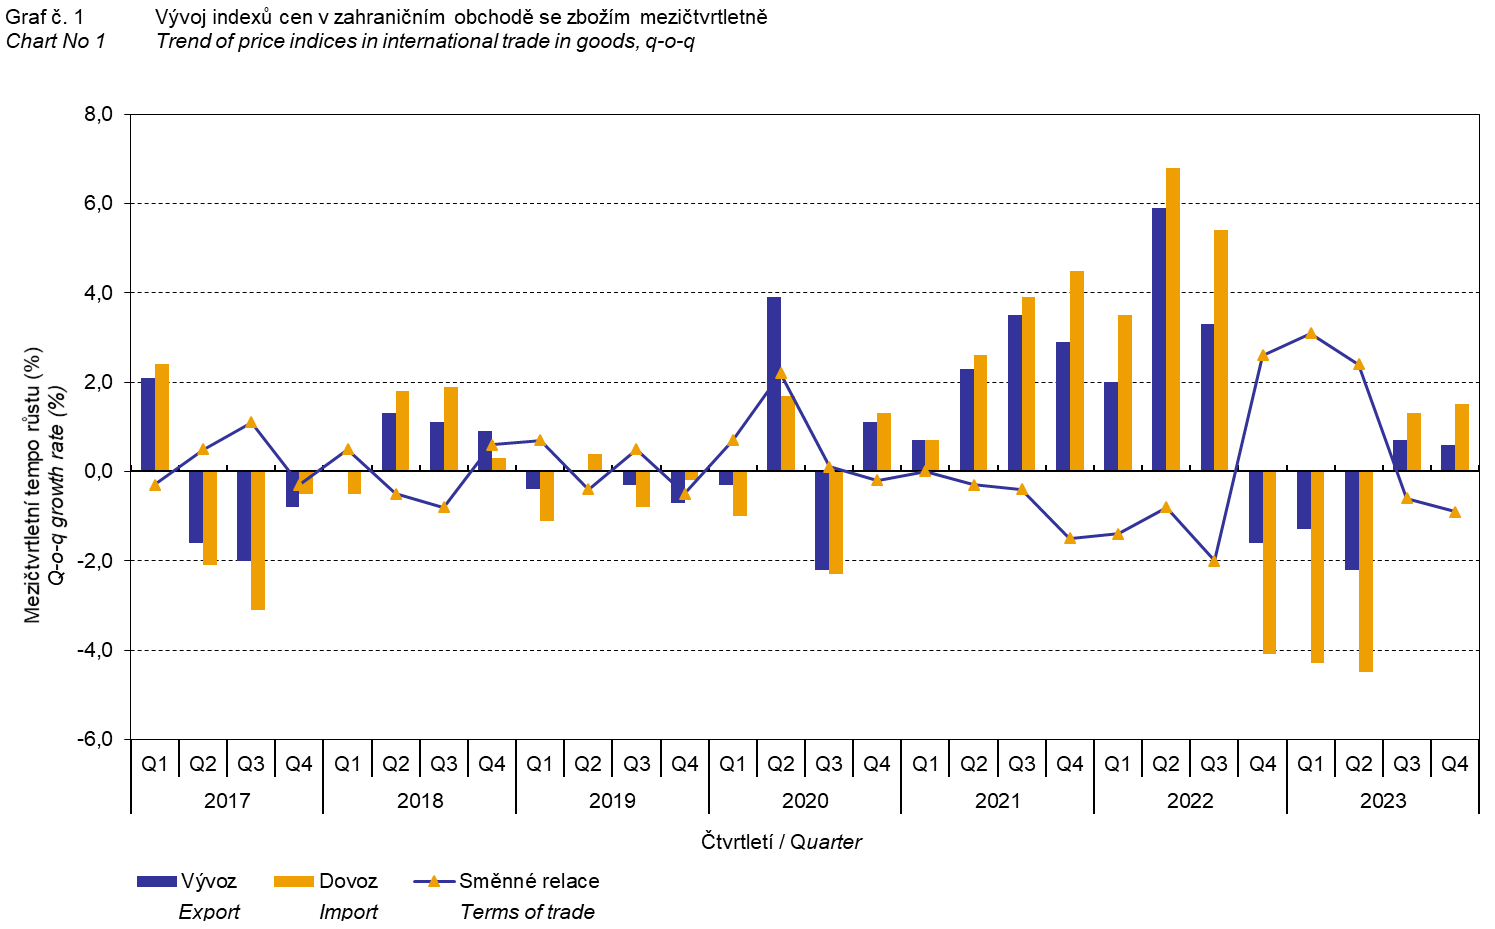 Graf č. 1 Vývoj indexů cen v zahraničním obchodě se zbožím mezičtvrtletně
Chart No 1 Trend of price indices in international trade in goods, q-o-q
Mezičtvrtletní tempo růstu (%)
Q-o-q growth rate (%)
8,0
6,0
4,0
2,0
0,0
-2,0
-4,0
-6,0
Q1 Q2 Q3 Q4 Q1 Q2 Q3 Q4 Q1 Q2 Q3 Q4 Q1 Q2 Q3 Q4 Q1 Q2 Q3 Q4 Q1 Q2 Q3 Q4 Q1 Q2 Q3 Q4
2017 2018 2019 2020 2021 2022 2023
Čtvrtletí / Quarter
Vývoz Dovoz Směnné relace
Export Import Terms of trade